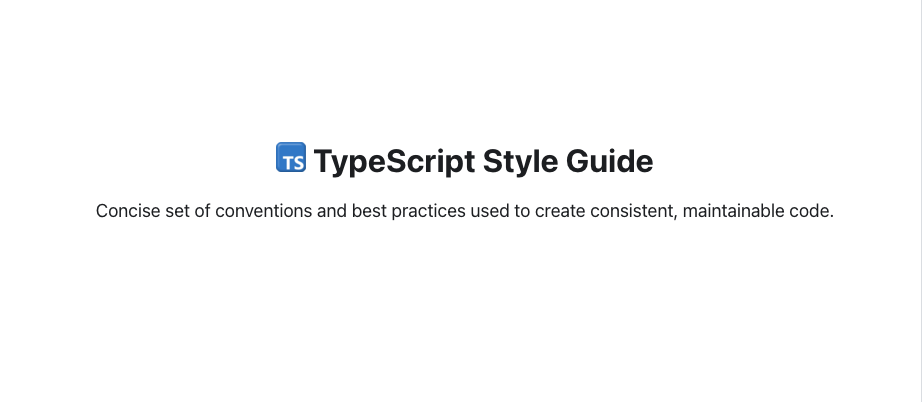 TS TypeScript Style Guide
Concise set of conventions and best practices used to create consistent, maintainable code.